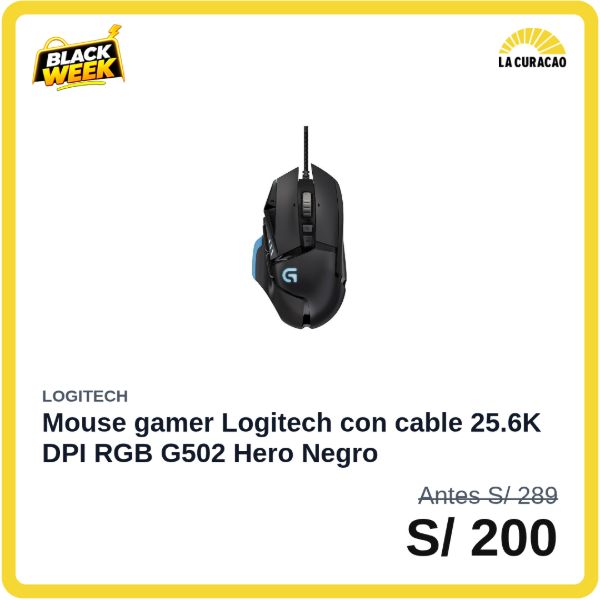 BLACK
WEEK
LA CURACAO
G
LOGITECH
Mouse gamer Logitech con cable 25.6K
DPI RGB G502 Hero Negro
Antes S/ 289
S/ 200